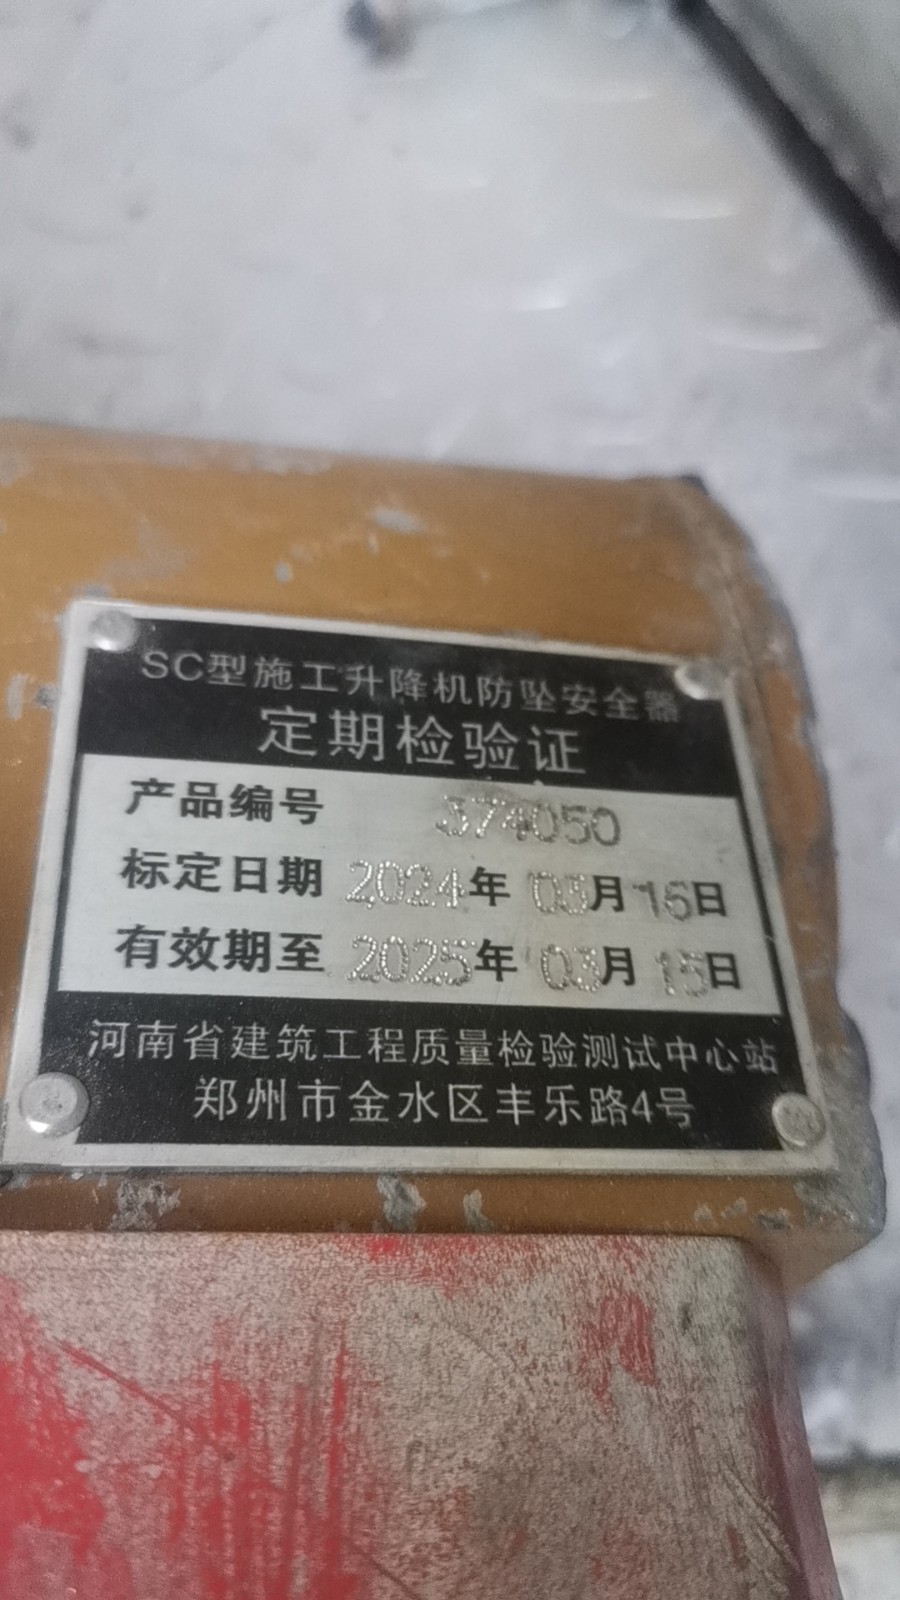 SC型施工升降机防坠安全器
定期检验证
产品编号 374050
标定日期 2024年 03月 16日
有效期至 2025年 03月 15日
河南省建筑工程质量检验测试中心站
郑州市金水区丰乐路4号